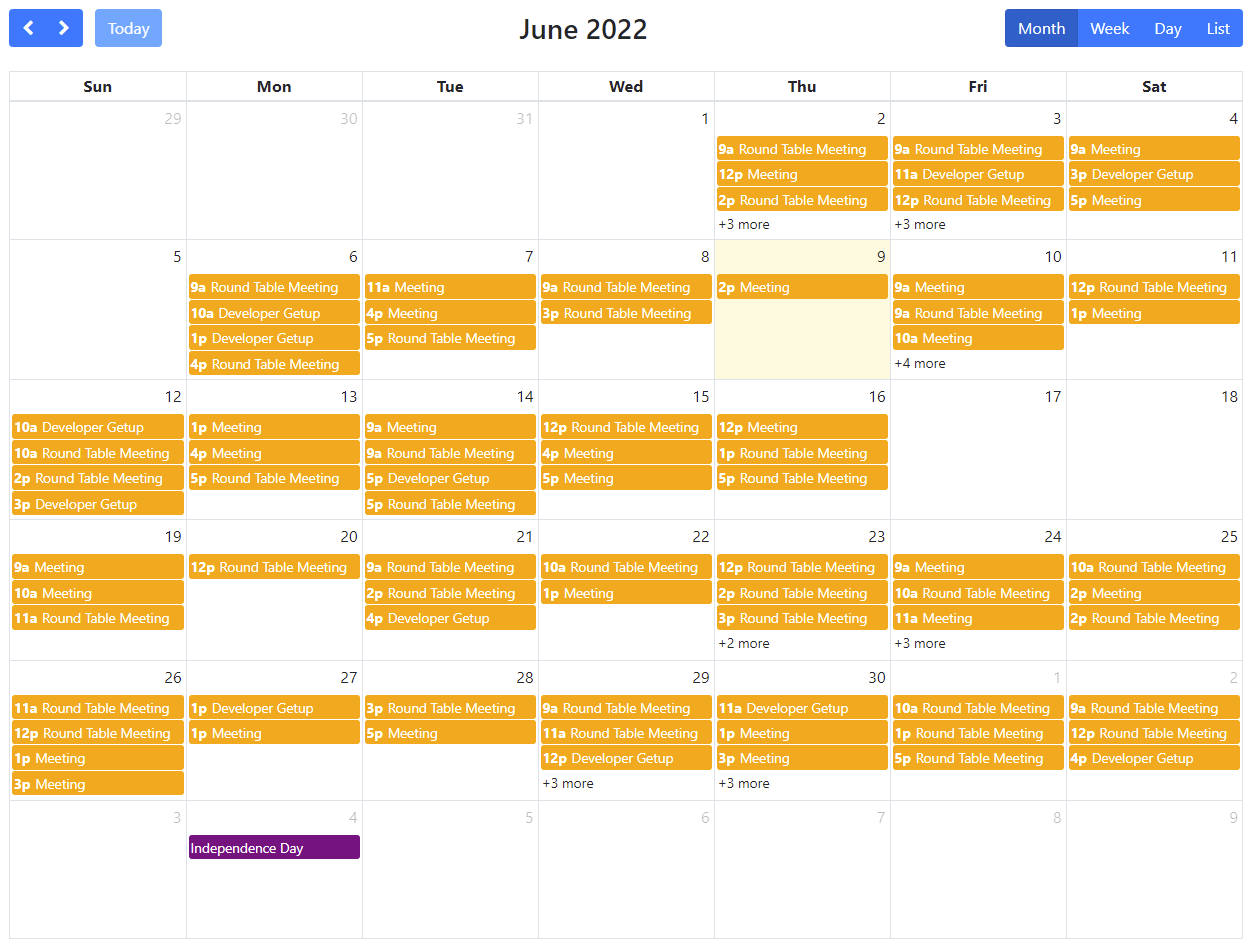 Today
June 2022
Month Week Day List
Sun Mon Tue Wed Thu Fri Sat
29 30 31 1 2 3 4
9a Round Table Meeting 9a Round Table Meeting 9a Meeting
12p Meeting 11a Developer Getup 3p Developer Getup
2p Round Table Meeting 12p Round Table Meeting 5p Meeting
+3 more +3 more
5 6 7 8 9 10 11
9a Round Table Meeting 11a Meeting 9a Round Table Meeting 2p Meeting 9a Meeting 12p Round Table Meeting
10a Developer Getup 4p Meeting 3p Round Table Meeting 9a Round Table Meeting 1p Meeting
1p Developer Getup 5p Round Table Meeting 10a Meeting
4p Round Table Meeting +4 more
12 13 14 15 16 17 18
10a Developer Getup 1p Meeting 9a Meeting 12p Round Table Meeting 12p Meeting
10a Round Table Meeting 4p Meeting 9a Round Table Meeting 4p Meeting 1p Round Table Meeting
2p Round Table Meeting 5p Round Table Meeting 5p Developer Getup 5p Meeting 5p Round Table Meeting
3p Developer Getup 5p Round Table Meeting
19 20 21 22 23 24 25
9a Meeting 12p Round Table Meeting 9a Round Table Meeting 10a Round Table Meeting 12p Round Table Meeting 9a Meeting 10a Round Table Meeting
10a Meeting 2p Round Table Meeting 1p Meeting 2p Round Table Meeting 10a Round Table Meeting 2p Meeting
11a Round Table Meeting 4p Developer Getup 3p Round Table Meeting 11a Meeting 2p Round Table Meeting
+2 more +3 more
26 27 28 29 30 1 2
11a Round Table Meeting 1p Developer Getup 3p Round Table Meeting 9a Round Table Meeting 11a Developer Getup 10a Round Table Meeting 9a Round Table Meeting
12p Round Table Meeting 1p Meeting 5p Meeting 11a Round Table Meeting 1p Meeting 1p Round Table Meeting 12p Round Table Meeting
1p Meeting 12p Developer Getup 3p Meeting 5p Round Table Meeting 4p Developer Getup
3p Meeting +3 more +3 more
3 4 5 6 7 8 9
Independence Day